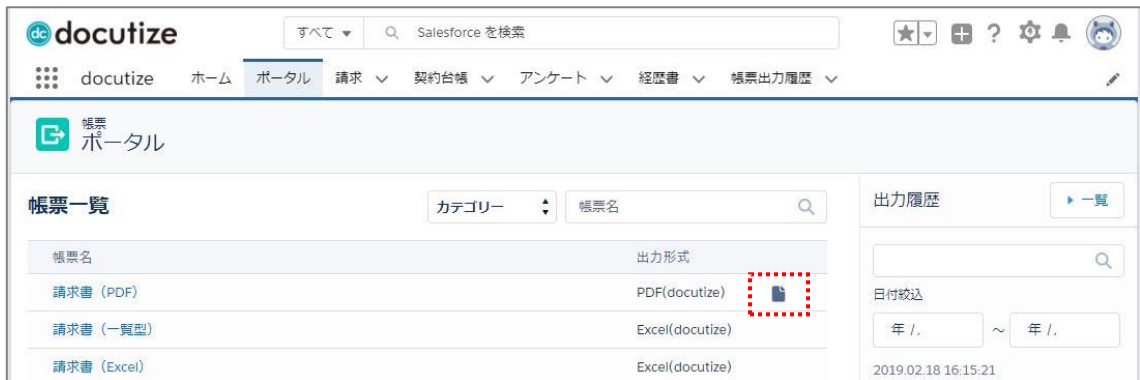 dc docutize
すべて
Salesforce を検索
docutize
ホーム
ポータル
請求
契約台帳
アンケート
経歴書
帳票出力履歴
帳票
ポータル
帳票一覧
カテゴリー
帳票名
帳票名
出力形式
請求書（PDF）
PDF(docutize)
請求書（一覧型）
Excel(docutize)
請求書（Excel）
Excel(docutize)
出力履歴
一覧
日付絞込
年 /.
～
年 /.
2019.02.18 16:15:21